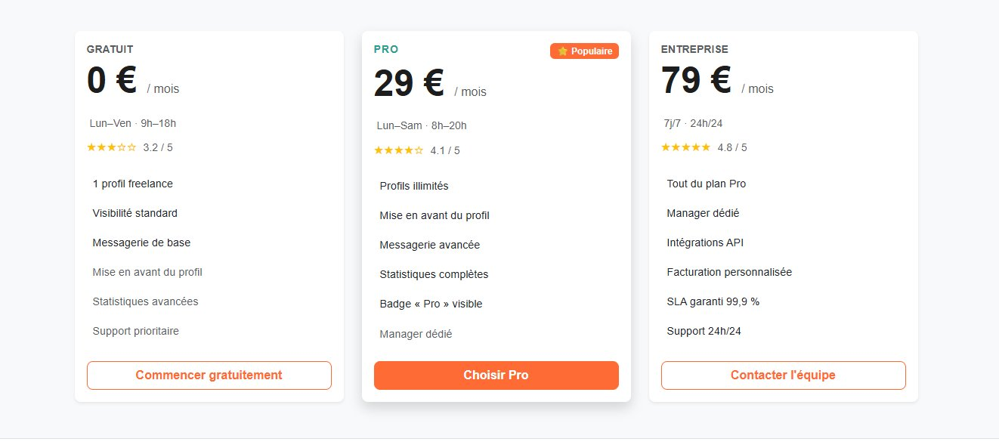 GRATUIT
0 € / mois
Lun–Ven · 9h–18h
★★★☆☆ 3.2 / 5
1 profil freelance
Visibilité standard
Messagerie de base
Mise en avant du profil
Statistiques avancées
Support prioritaire
Commencer gratuitement
PRO
⭐ Populaire
29 € / mois
Lun–Sam · 8h–20h
★★★★☆ 4.1 / 5
Profils illimités
Mise en avant du profil
Messagerie avancée
Statistiques complètes
Badge « Pro » visible
Manager dédié
Choisir Pro
ENTREPRISE
79 € / mois
7j/7 · 24h/24
★★★★★ 4.8 / 5
Tout du plan Pro
Manager dédié
Intégrations API
Facturation personnalisée
SLA garanti 99,9 %
Support 24h/24
Contacter l'équipe